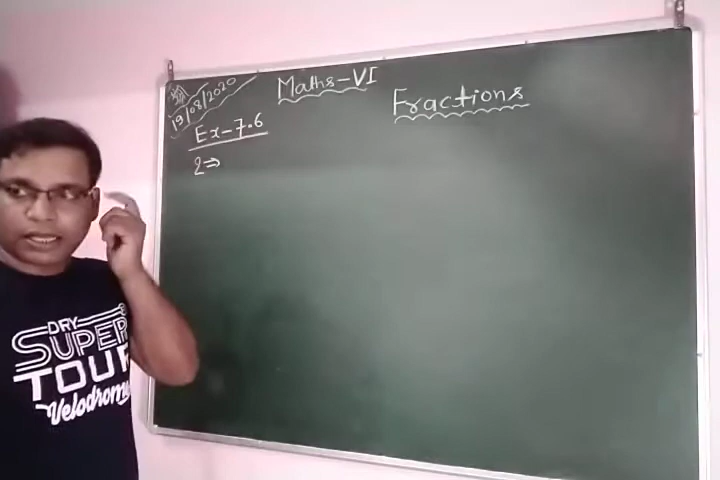 19/08/2020
Maths-VI
Fractions
Ex-7.6
2⇒
DRY
SUPER
TOUR
Velodrome